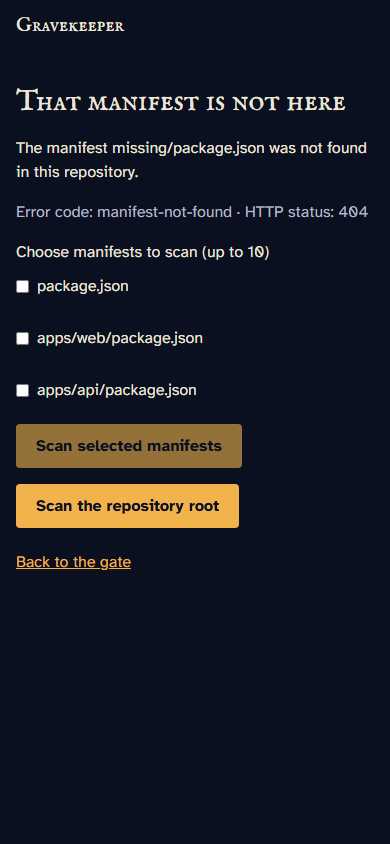 Gravekeeper
That manifest is not here
The manifest missing/package.json was not found
in this repository.
Error code: manifest-not-found · HTTP status: 404
Choose manifests to scan (up to 10)
package.json
apps/web/package.json
apps/api/package.json
Scan selected manifests
Scan the repository root
Back to the gate